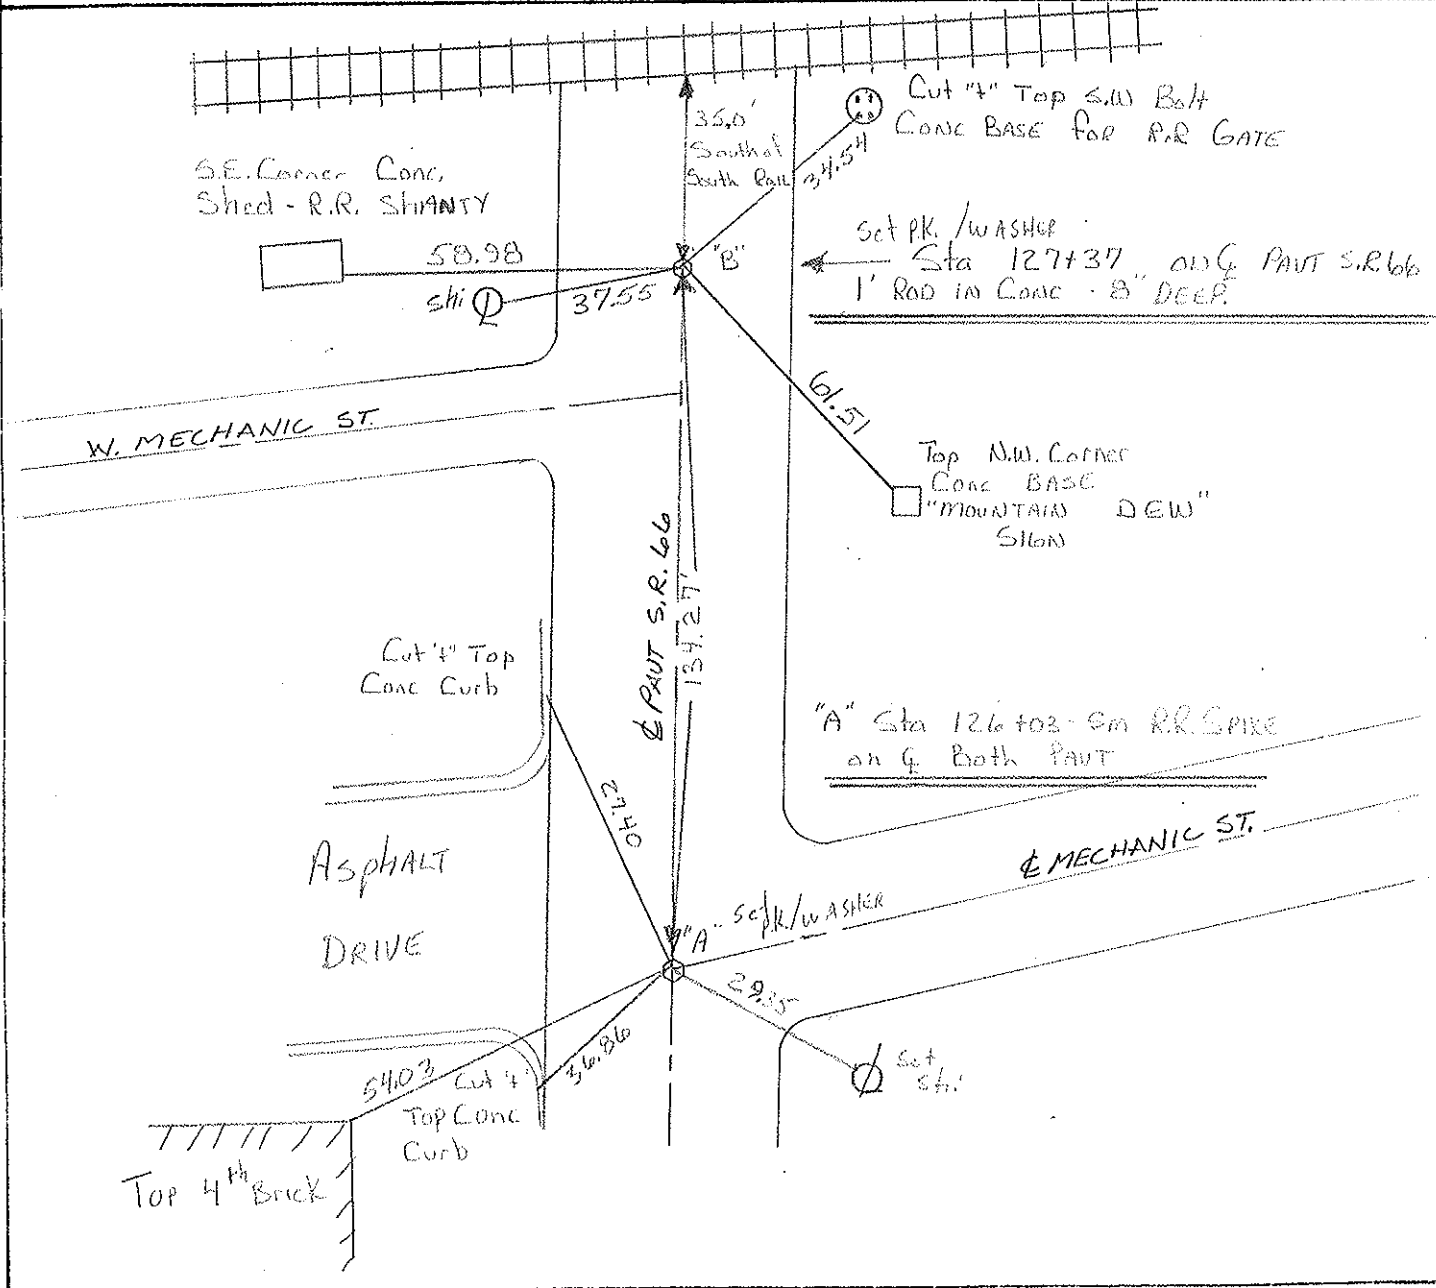 Cut "+" Top S.W Bolt
CONC BASE for R.R GATE
35.0'
South of
South Rail
34.54
S.E. Corner Conc.
Shed - R.R. SHANTY
58.98
"B"
Set P.K. /WASHER
Sta 127+37 ON ℄ PAVT S.R 66
1' ROD IN CONC - 8" DEEP.
shi
37.55
61.51
W. MECHANIC ST.
Top N.W. Corner
Conc BASE
"MOUNTAIN DEW"
SIGN
℄ PAVT S.R. 66
134.27'
Cut "+" Top
Conc Curb
"A" Sta 126+03 - R.R. SPIKE
on ℄ Both PAVT
27.40
Asphalt
DRIVE
℄ MECHANIC ST.
"A" Set P.K./WASHER
29.35
54.03
36.86
Cut "+"
Top Conc
Curb
Set
Shi
Top 4th Brick